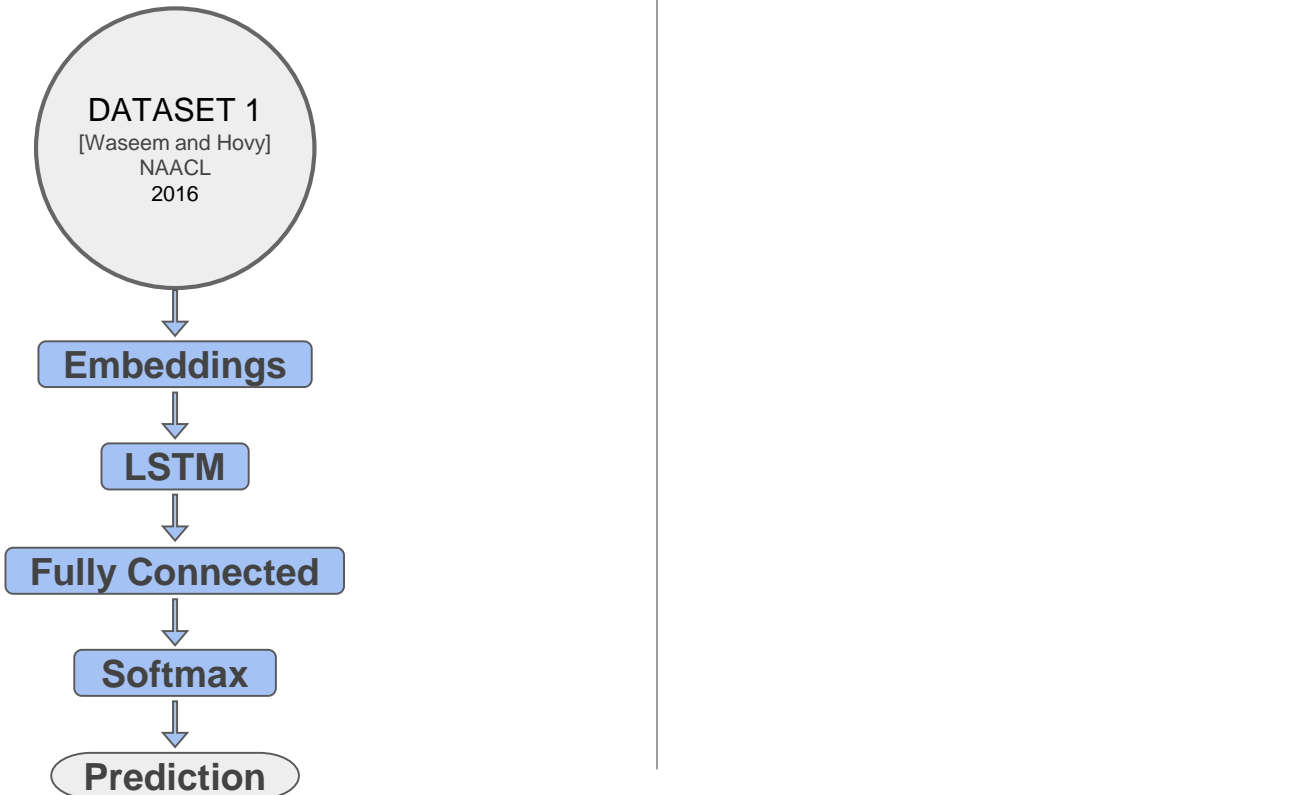 DATASET 1
[Waseem and Hovy]
NAACL
2016
Embeddings
LSTM
Fully Connected
Softmax
Prediction